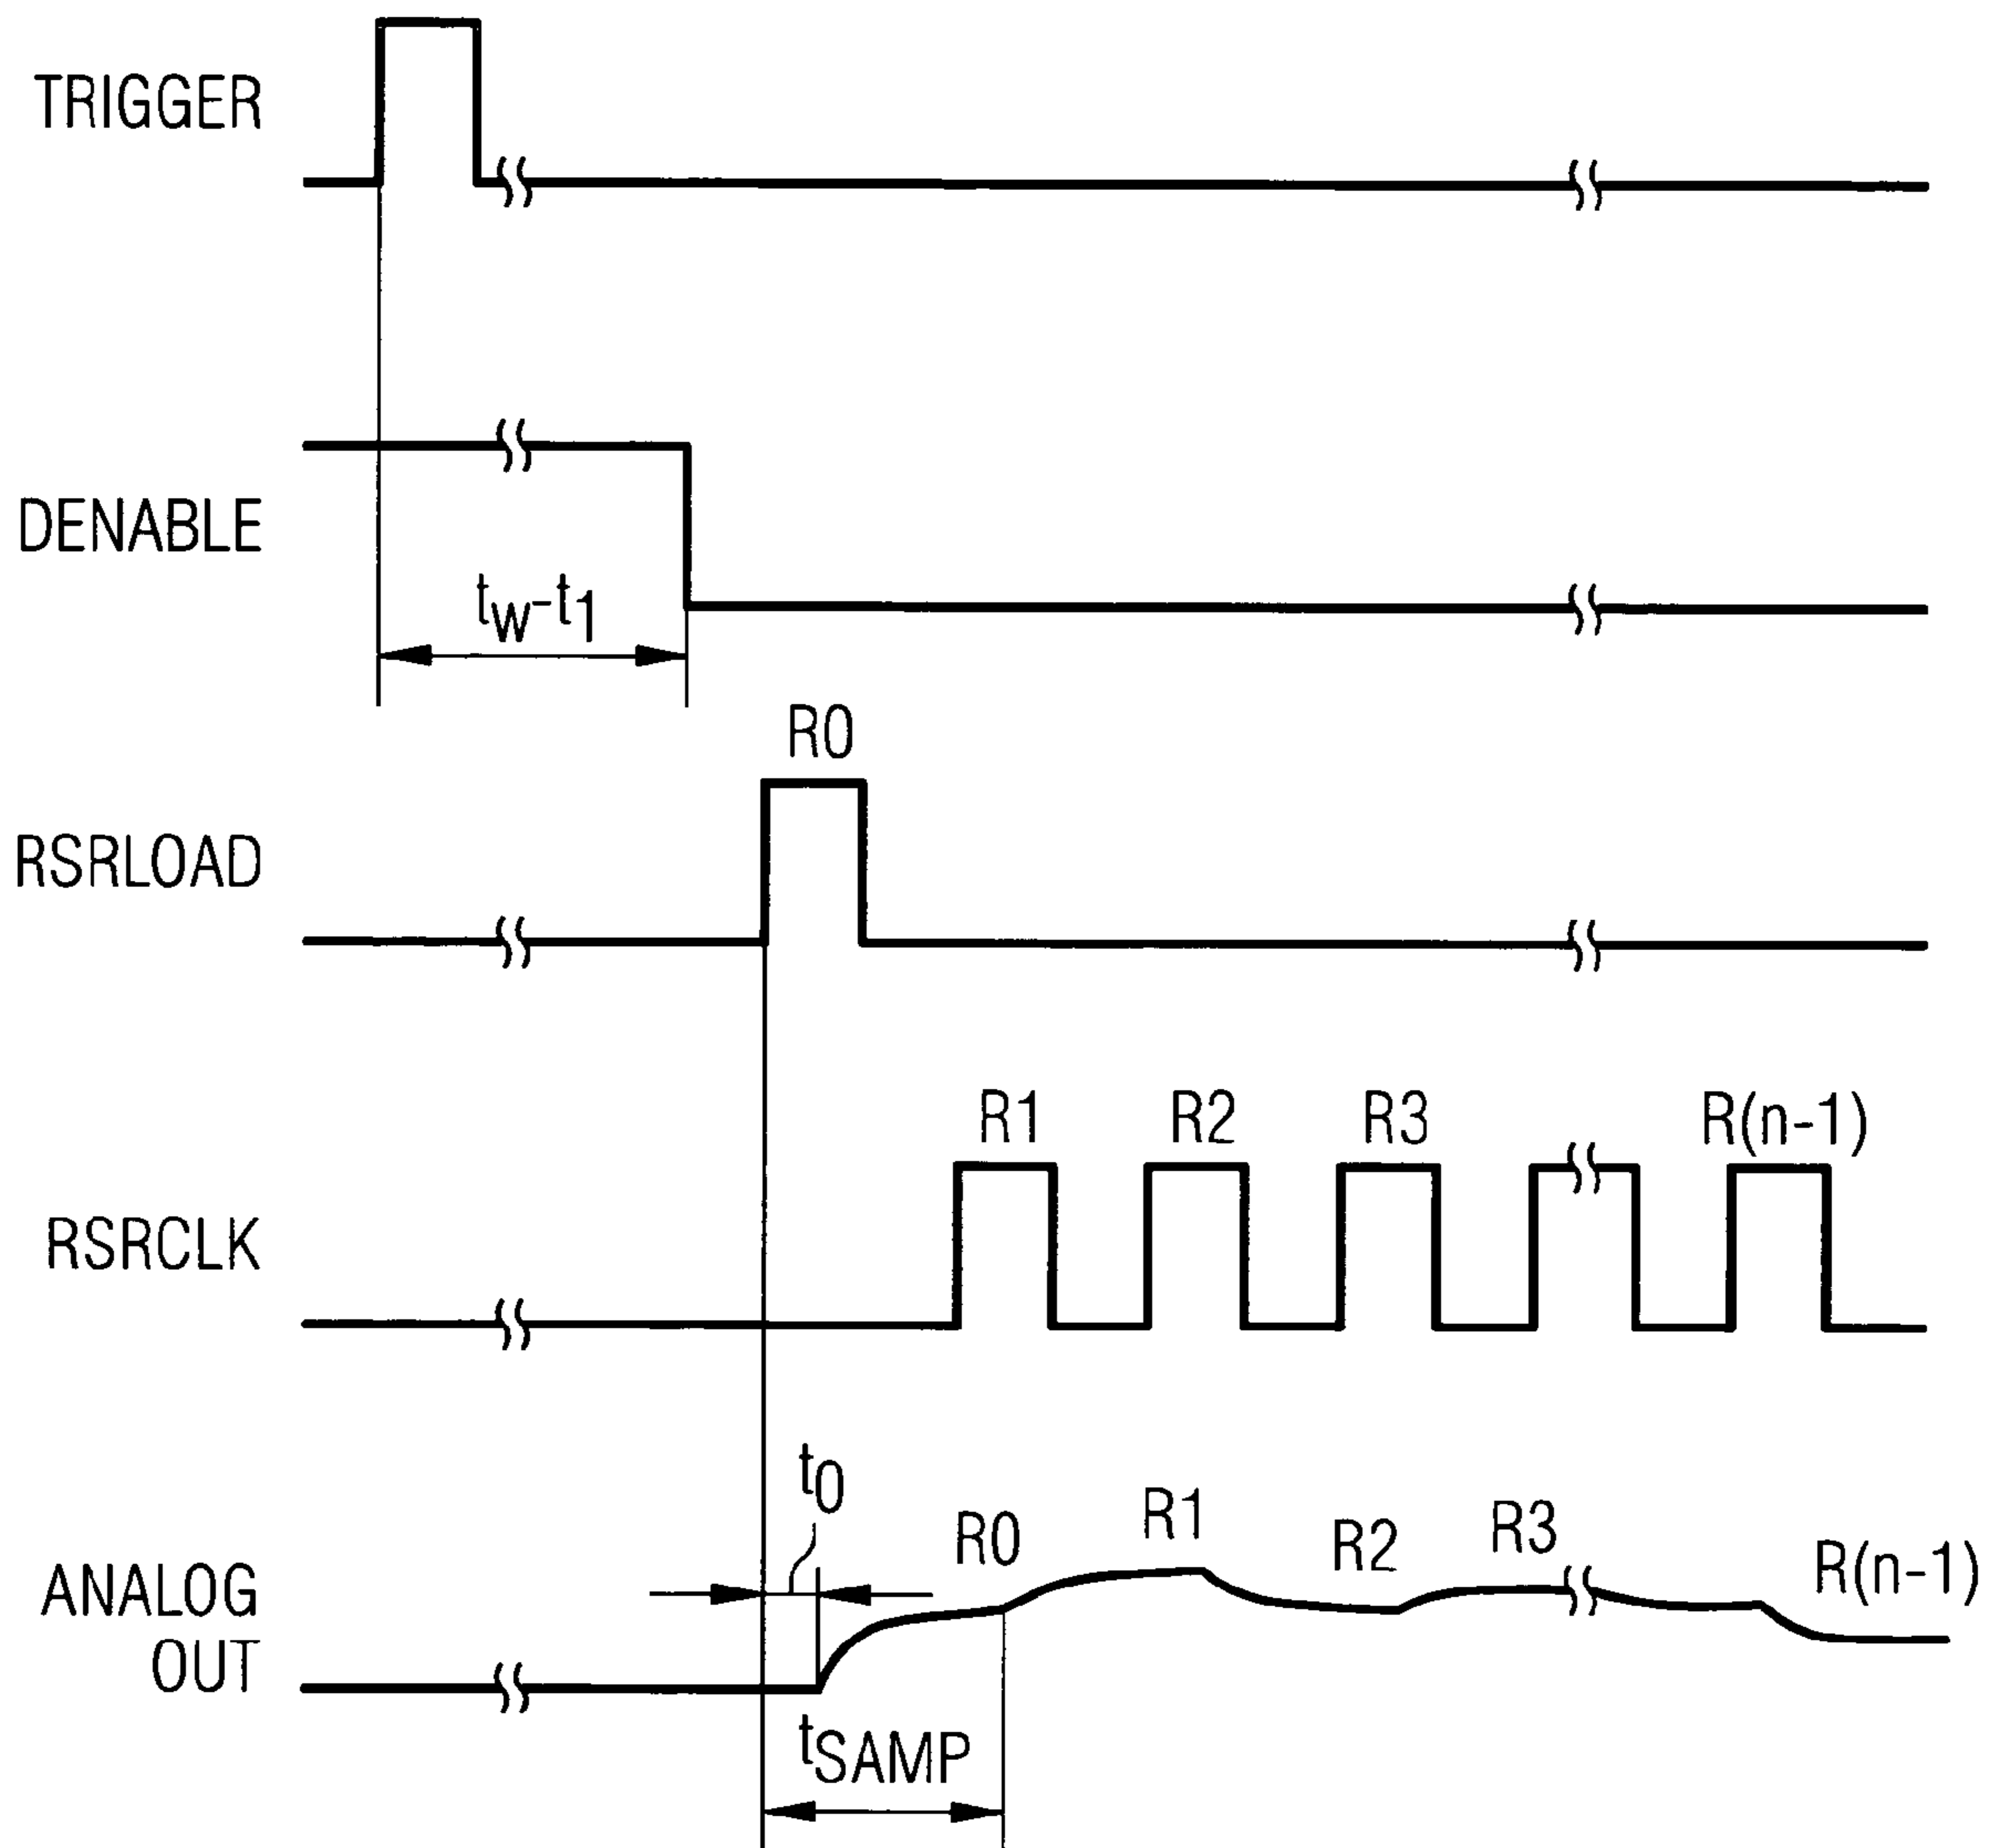 TRIGGER
DENABLE
tw-t1
R0
RSRLOAD
R1 R2 R3 R(n-1)
RSRCLK
t0
R0 R1 R2 R3 R(n-1)
ANALOG
OUT
tSAMP